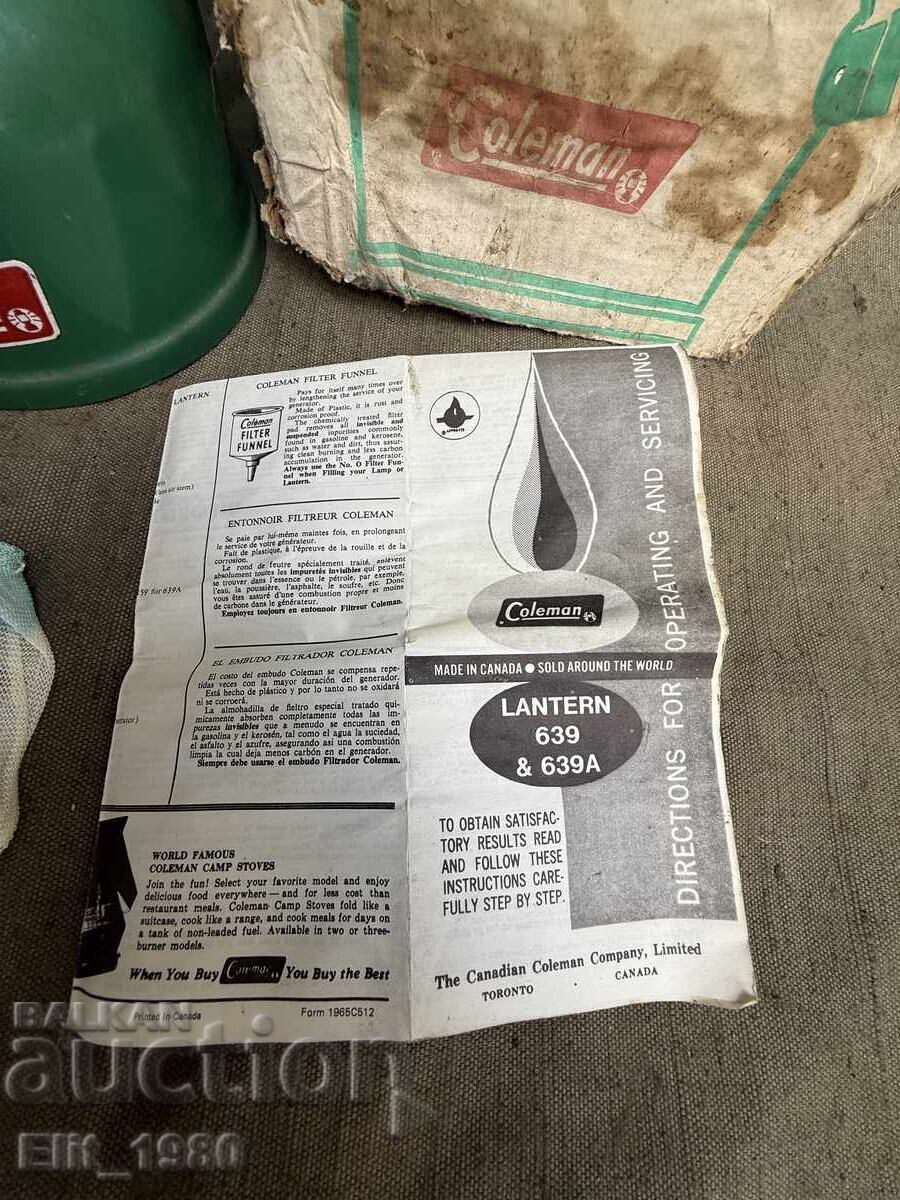 Coleman
LANTERN
COLEMAN FILTER FUNNEL
Coleman
FILTER
FUNNEL
Pays for itself many times over
by lengthening the service of your
generator.
Made of Plastic, it is rust and
corrosion proof.
The chemically treated filter
pad removes all invisible and
suspended impurities commonly
found in gasoline and kerosene,
such as water and dirt, thus assur-
ing clean burning and less carbon
accumulation in the generator.
Always use the No. O Filter Fun-
nel when Filling your Lamp or
Lantern.
ENTONNOIR FILTREUR COLEMAN
Se paie par lui-même maintes fois, en prolongeant
le service de votre générateur.
Fait de plastique, à l'épreuve de la rouille et de la
corrosion.
Le rond de feutre spécialement traité, enlèvent
absolument toutes les impuretés invisibles qui peuvent
se trouver dans l'essence ou le pétrole, par exemple,
l'eau, la poussière, l'asphalte, le soufre, etc. Donc
vous êtes assuré d'une combustion propre et moins
de carbone dans le générateur.
Employez toujours en entonnoir Filtreur Coleman.
59 for 639A
EL EMBUDO FILTRADOR COLEMAN
El costo del embudo Coleman se compensa repe-
tidas veces con la mayor duración del generador.
Está hecho de plástico y por lo tanto no se oxidará
ni se corroerá.
La almohadilla de fieltro especial tratado qui-
micamente absorben completamente todas las im-
purezas invisibles que a menudo se encuentran en
la gasolina y el kerosén, tal como el agua la suciedad,
el asfalto y el azufre, asegurando así una combustión
limpia la cual deja menos carbón en el generador.
Siempre debe usarse el embudo Filtrador Coleman.
WORLD FAMOUS
COLEMAN CAMP STOVES
Join the fun! Select your favorite model and enjoy
delicious food everywhere — and for less cost than
restaurant meals. Coleman Camp Stoves fold like a
suitcase, cook like a range, and cook meals for days on
a tank of non-leaded fuel. Available in two or three-
burner models.
When You Buy Coleman You Buy the Best
Printed in Canada Form 1965C512
Coleman
MADE IN CANADA ● SOLD AROUND THE WORLD
LANTERN
639
& 639A
DIRECTIONS FOR OPERATING AND SERVICING
TO OBTAIN SATISFAC-
TORY RESULTS READ
AND FOLLOW THESE
INSTRUCTIONS CARE-
FULLY STEP BY STEP.
The Canadian Coleman Company, Limited
TORONTO CANADA
BALKAN
auction
Elit_1980